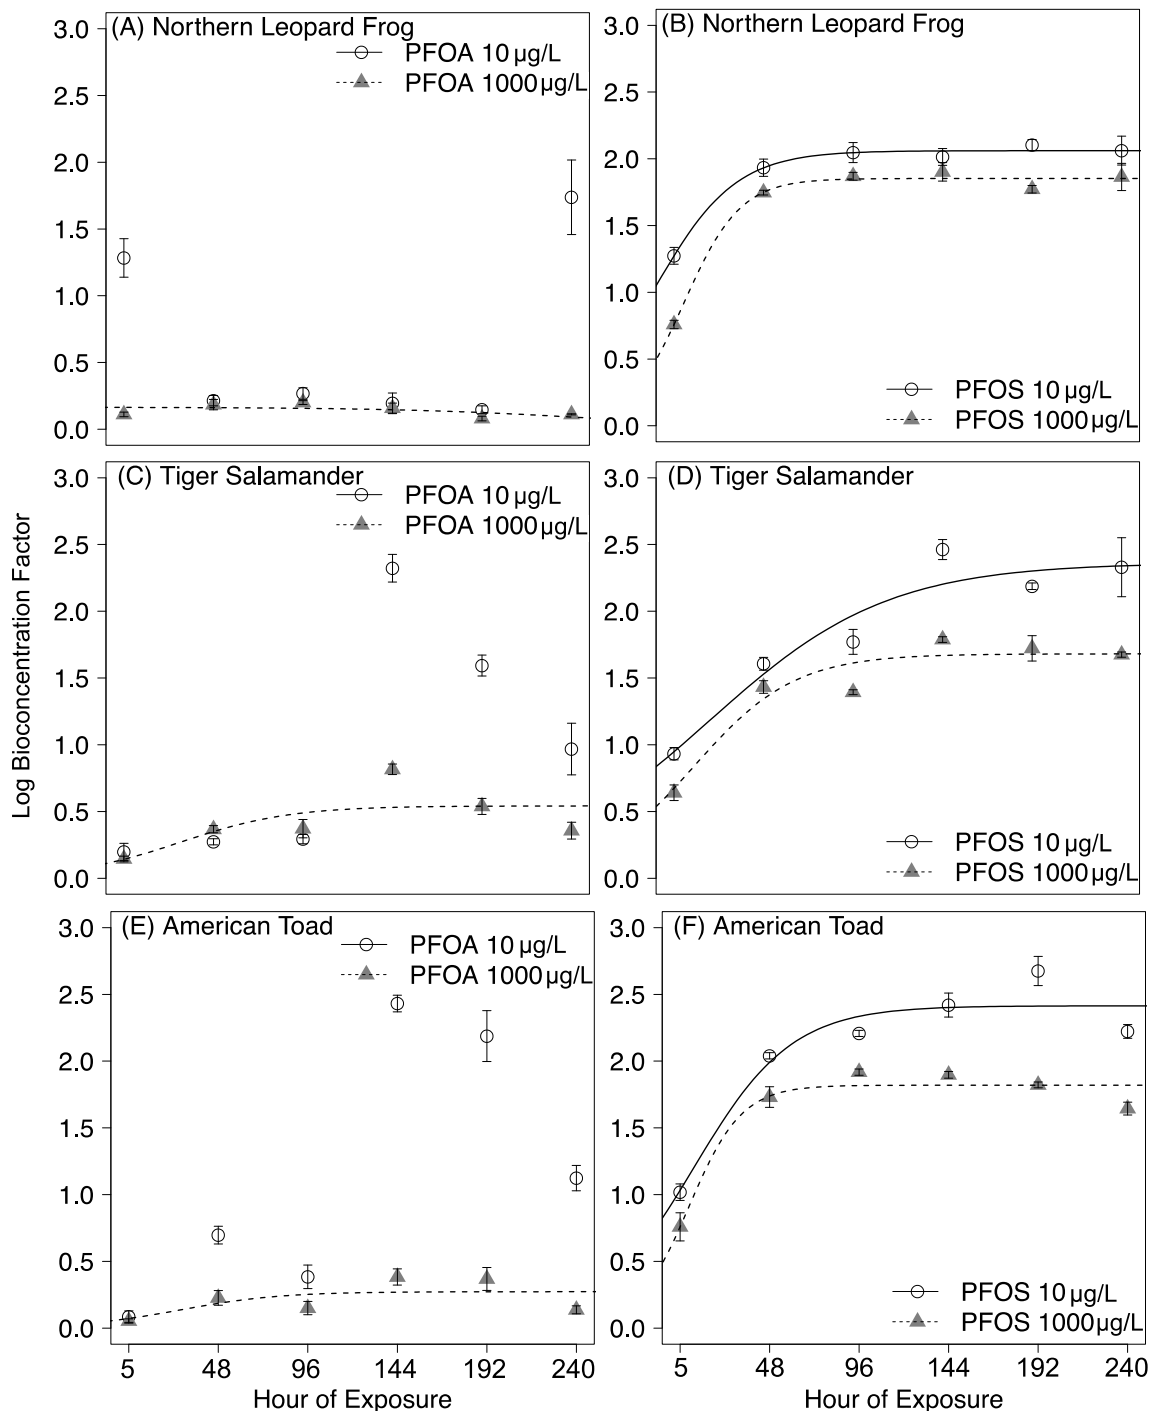 (A) Northern Leopard Frog
PFOA 10 µg/L
PFOA 1000 µg/L
3.0
2.5
2.0
1.5
1.0
0.5
0.0
(B) Northern Leopard Frog
3.0
2.5
2.0
1.5
1.0
0.5
0.0
PFOS 10 µg/L
PFOS 1000 µg/L
Log Bioconcentration Factor
(C) Tiger Salamander
PFOA 10 µg/L
PFOA 1000 µg/L
3.0
2.5
2.0
1.5
1.0
0.5
0.0
(D) Tiger Salamander
3.0
2.5
2.0
1.5
1.0
0.5
0.0
PFOS 10 µg/L
PFOS 1000 µg/L
(E) American Toad
PFOA 10 µg/L
PFOA 1000 µg/L
3.0
2.5
2.0
1.5
1.0
0.5
0.0
5 48 96 144 192 240
Hour of Exposure
(F) American Toad
3.0
2.5
2.0
1.5
1.0
0.5
0.0
PFOS 10 µg/L
PFOS 1000 µg/L
5 48 96 144 192 240
Hour of Exposure